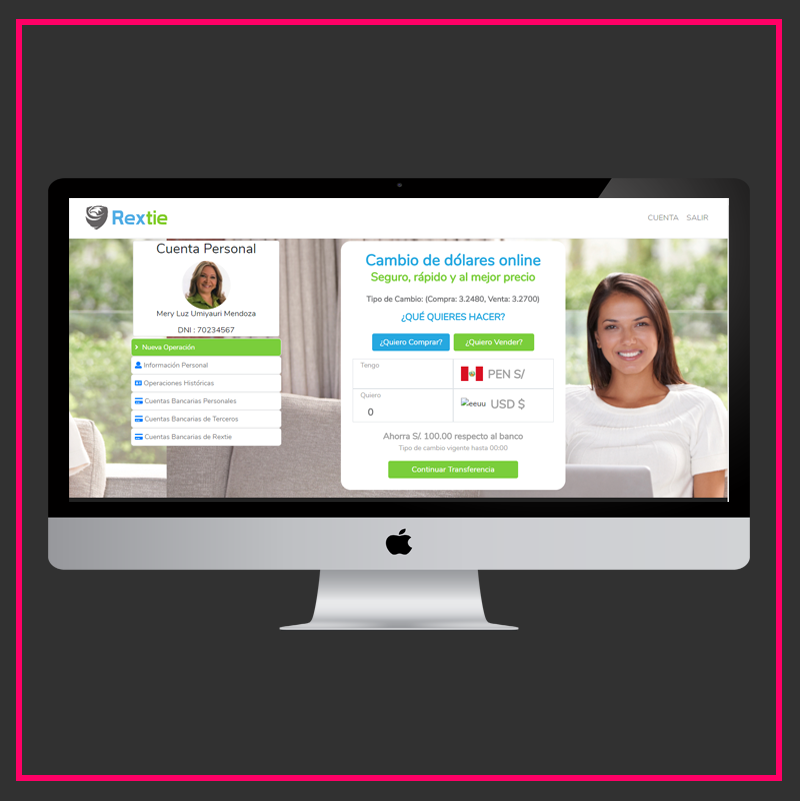 Rextie
CUENTA SALIR
Cuenta Personal
Mery Luz Umiyauri Mendoza
DNI : 70234567
Nueva Operación
Información Personal
Operaciones Históricas
Cuentas Bancarias Personales
Cuentas Bancarias de Terceros
Cuentas Bancarias de Rextie
Cambio de dólares online
Seguro, rápido y al mejor precio
Tipo de Cambio: (Compra: 3.2480, Venta: 3.2700)
¿QUÉ QUIERES HACER?
¿Quiero Comprar? ¿Quiero Vender?
Tengo
PEN S/
Quiero
0
eeuu USD $
Ahorra S/. 100.00 respecto al banco
Tipo de cambio vigente hasta 00:00
Continuar Transferencia